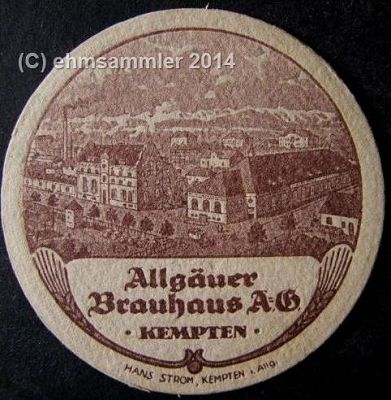 (C) ehmsammler 2014
Allgäuer
Brauhaus A:G.
· KEMPTEN ·
HANS STROM, KEMPTEN i. Allg.